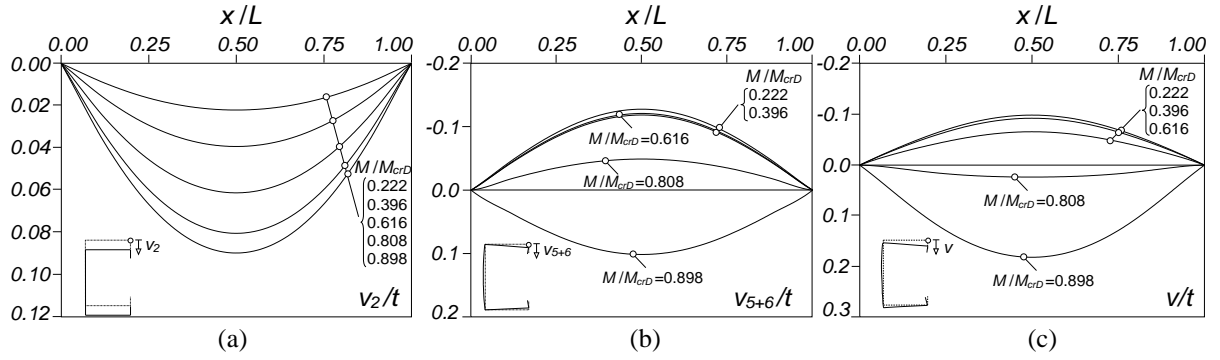 x/L
0.00 0.25 0.50 0.75 1.00
0.00
0.02
0.04
0.06
0.08
0.10
0.12
M/McrD
0.222
0.396
0.616
0.808
0.898
v2
v2/t
(a)
x/L
0.00 0.25 0.50 0.75 1.00
-0.2
-0.1
0.0
0.1
0.2
M/McrD
0.222
0.396
M/McrD=0.616
M/McrD=0.808
M/McrD=0.898
v5+6
v5+6/t
(b)
x/L
0.00 0.25 0.50 0.75 1.00
-0.2
-0.1
0.0
0.1
0.2
0.3
M/McrD
0.222
0.396
0.616
M/McrD=0.808
M/McrD=0.898
v
v/t
(c)